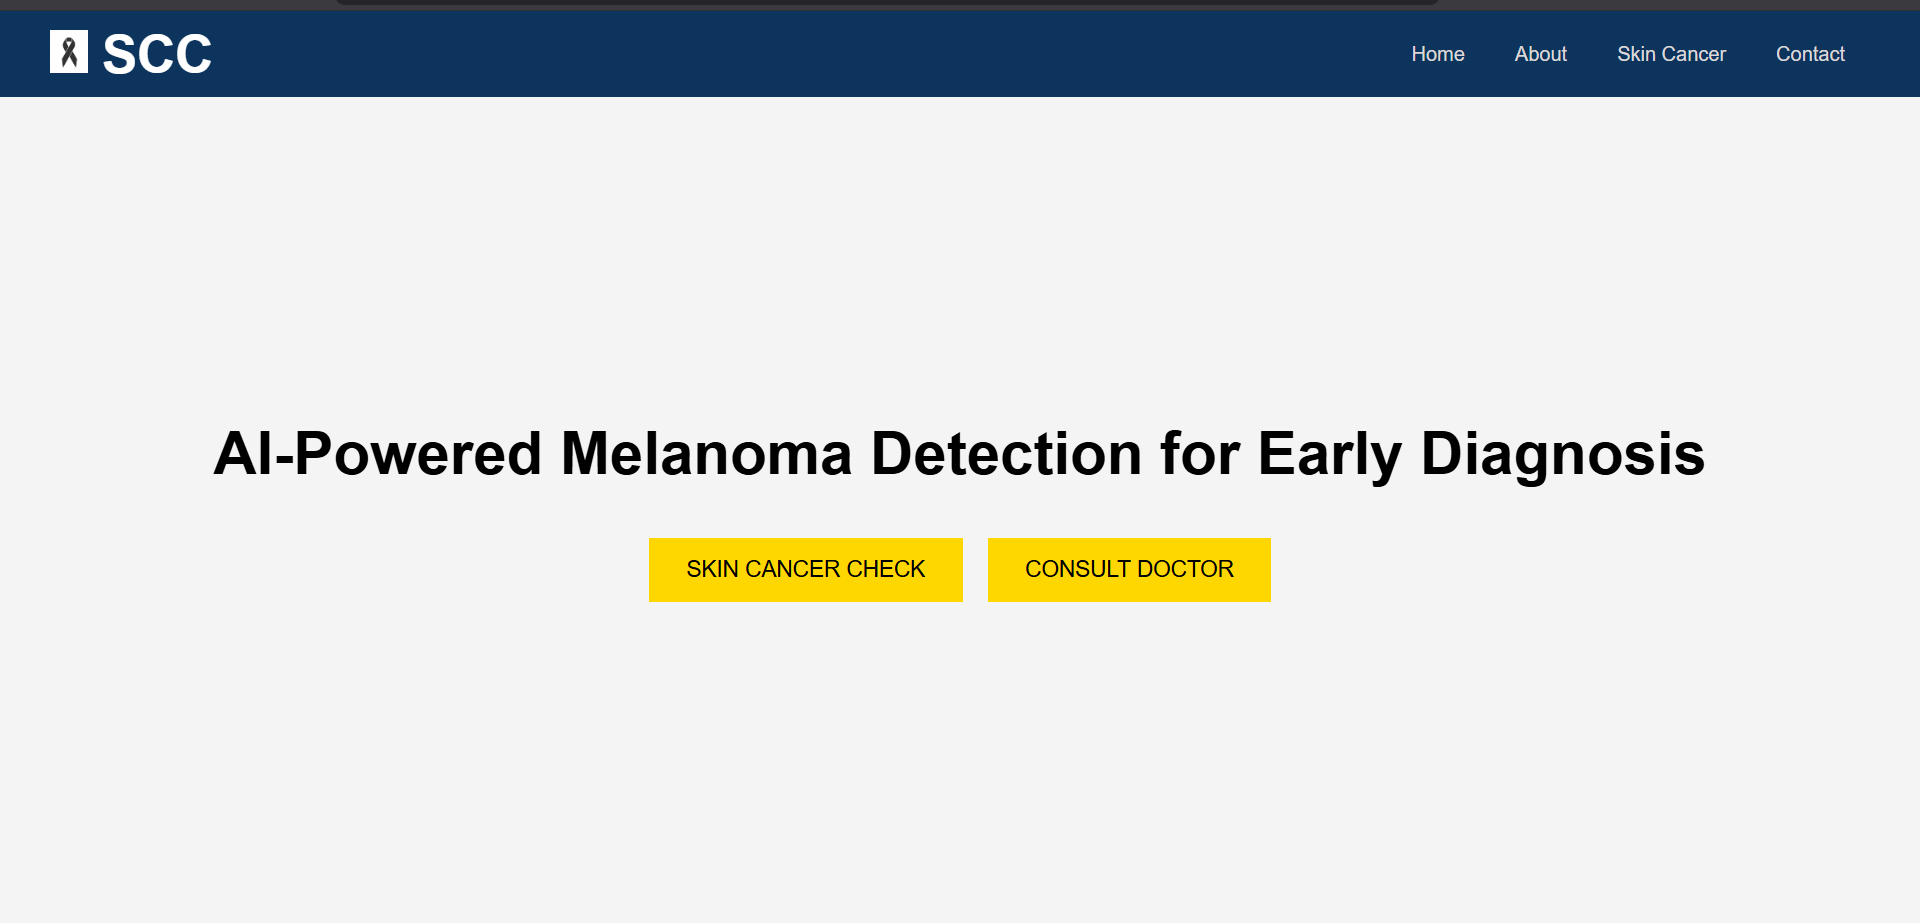 SCC
Home About Skin Cancer Contact
AI-Powered Melanoma Detection for Early Diagnosis
SKIN CANCER CHECK CONSULT DOCTOR